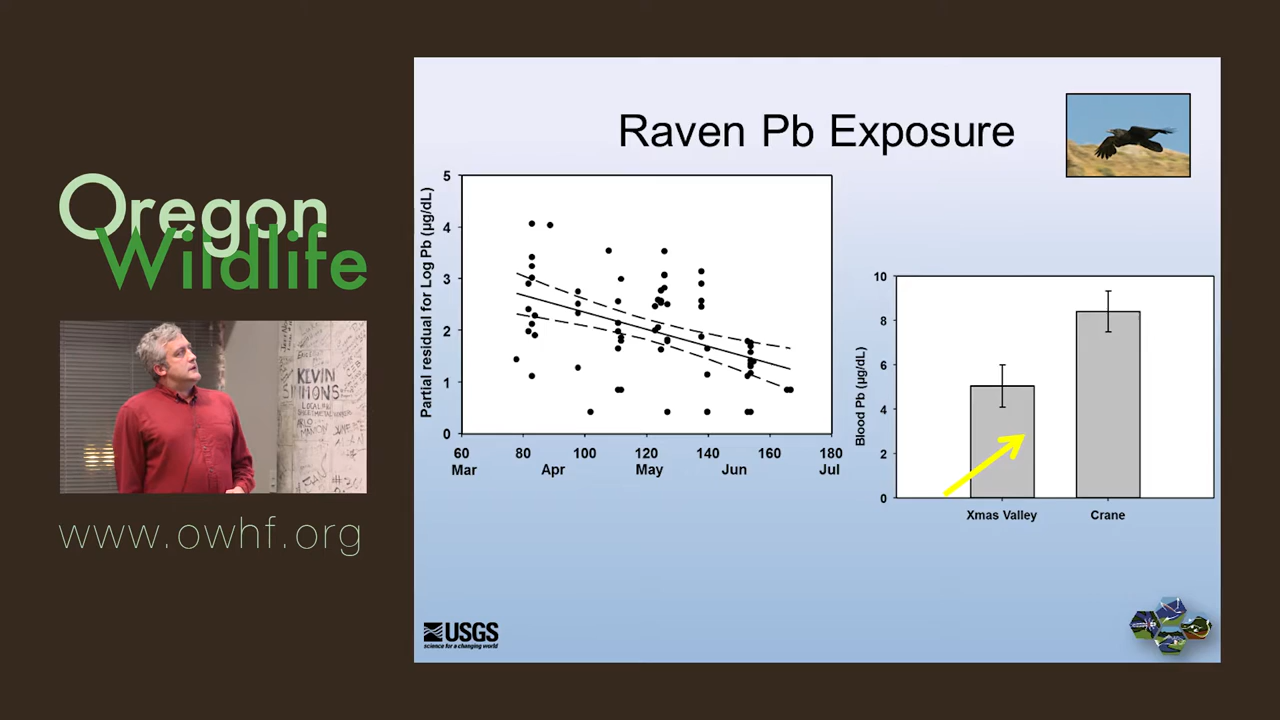 Oregon
Wildlife
KEVIN
SIMMONS
www.owhf.org
Raven Pb Exposure
Partial residual for Log Pb (µg/dL)
5
4
3
2
1
0
60 80 100 120 140 160 180
Mar Apr May Jun Jul
Blood Pb (µg/dL)
10
8
6
4
2
0
Xmas Valley Crane
USGS
science for a changing world